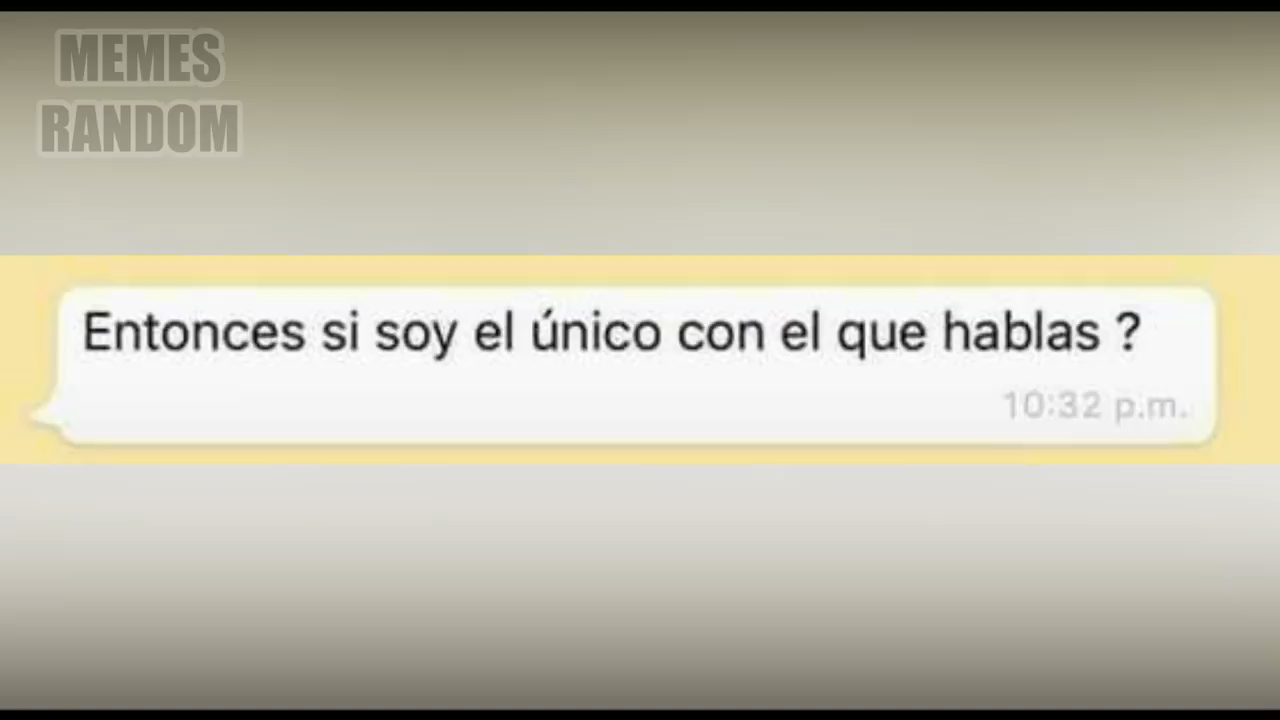 MEMES
RANDOM
Entonces si soy el único con el que hablas ?
10:32 p.m.